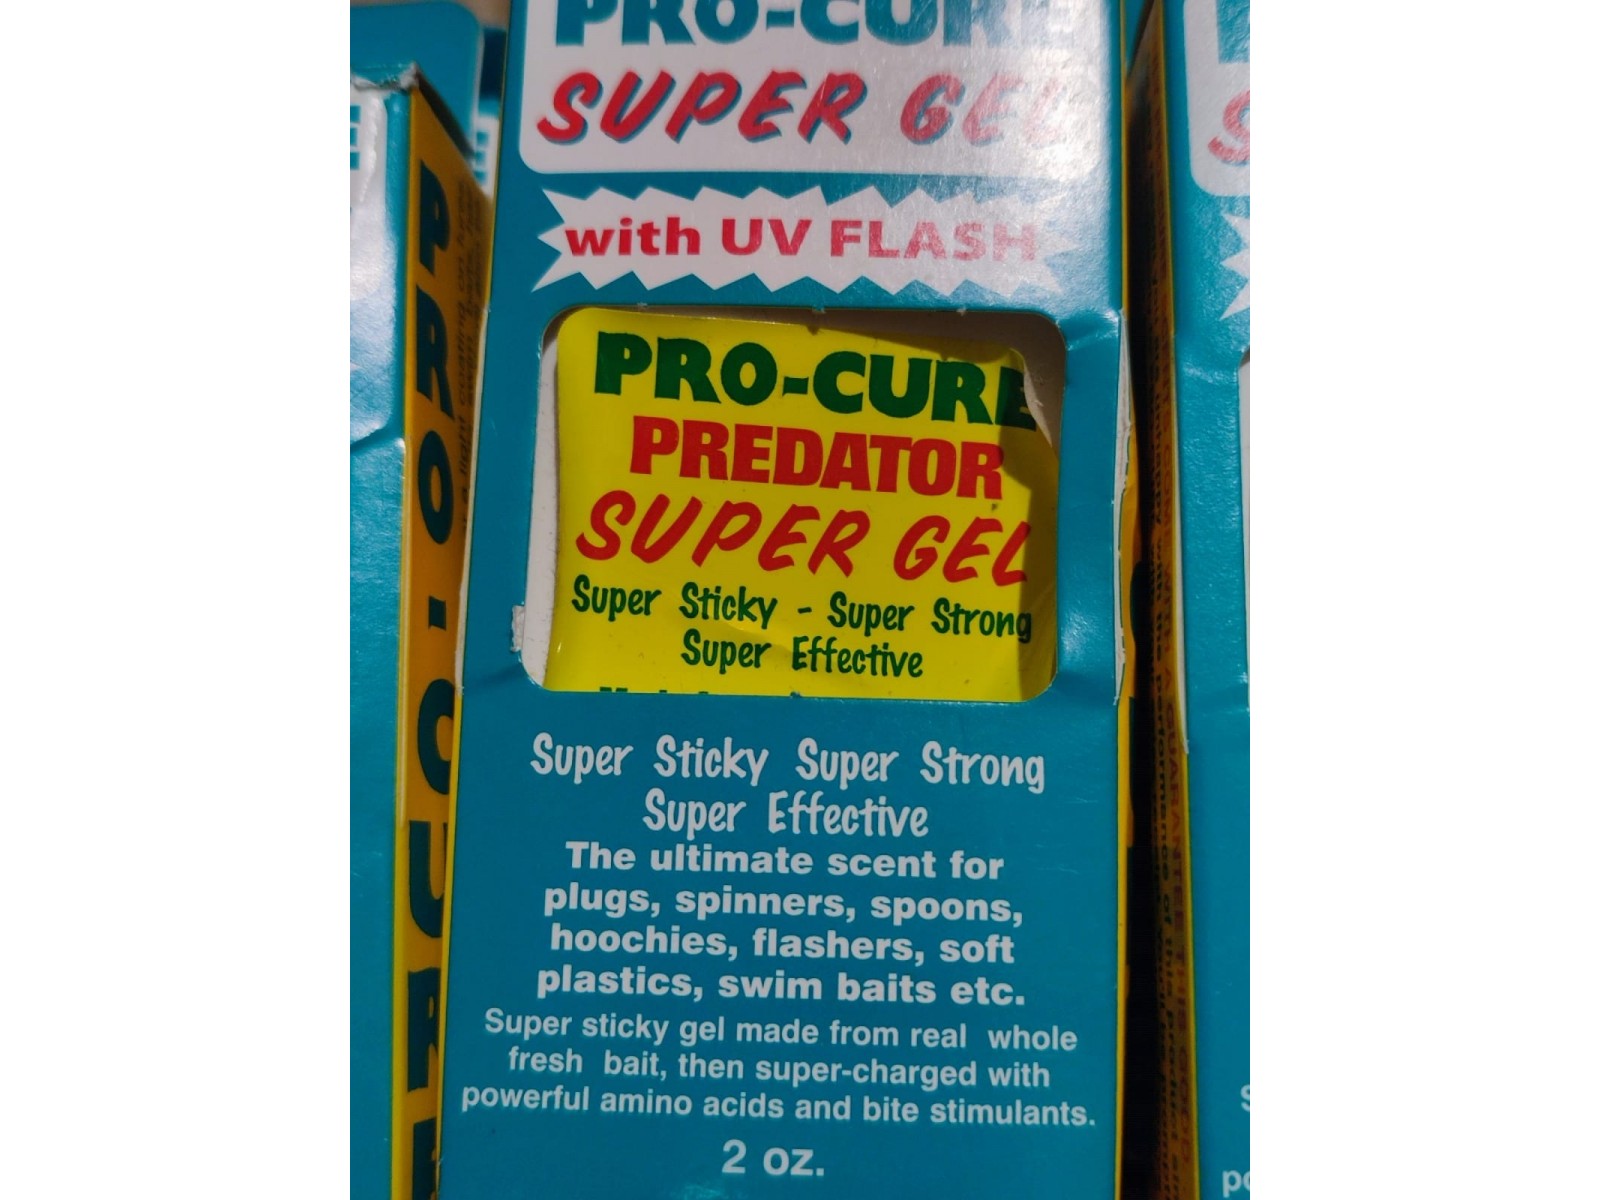 PRO-CURE
SUPER GEL
with UV FLASH
PRO-CURE
PREDATOR
SUPER GEL
Super Sticky - Super Strong
Super Effective
Super Sticky Super Strong
Super Effective
The ultimate scent for
plugs, spinners, spoons,
hoochies, flashers, soft
plastics, swim baits etc.
Super sticky gel made from real whole
fresh bait, then super-charged with
powerful amino acids and bite stimulants.
2 oz.
PRO-CURE